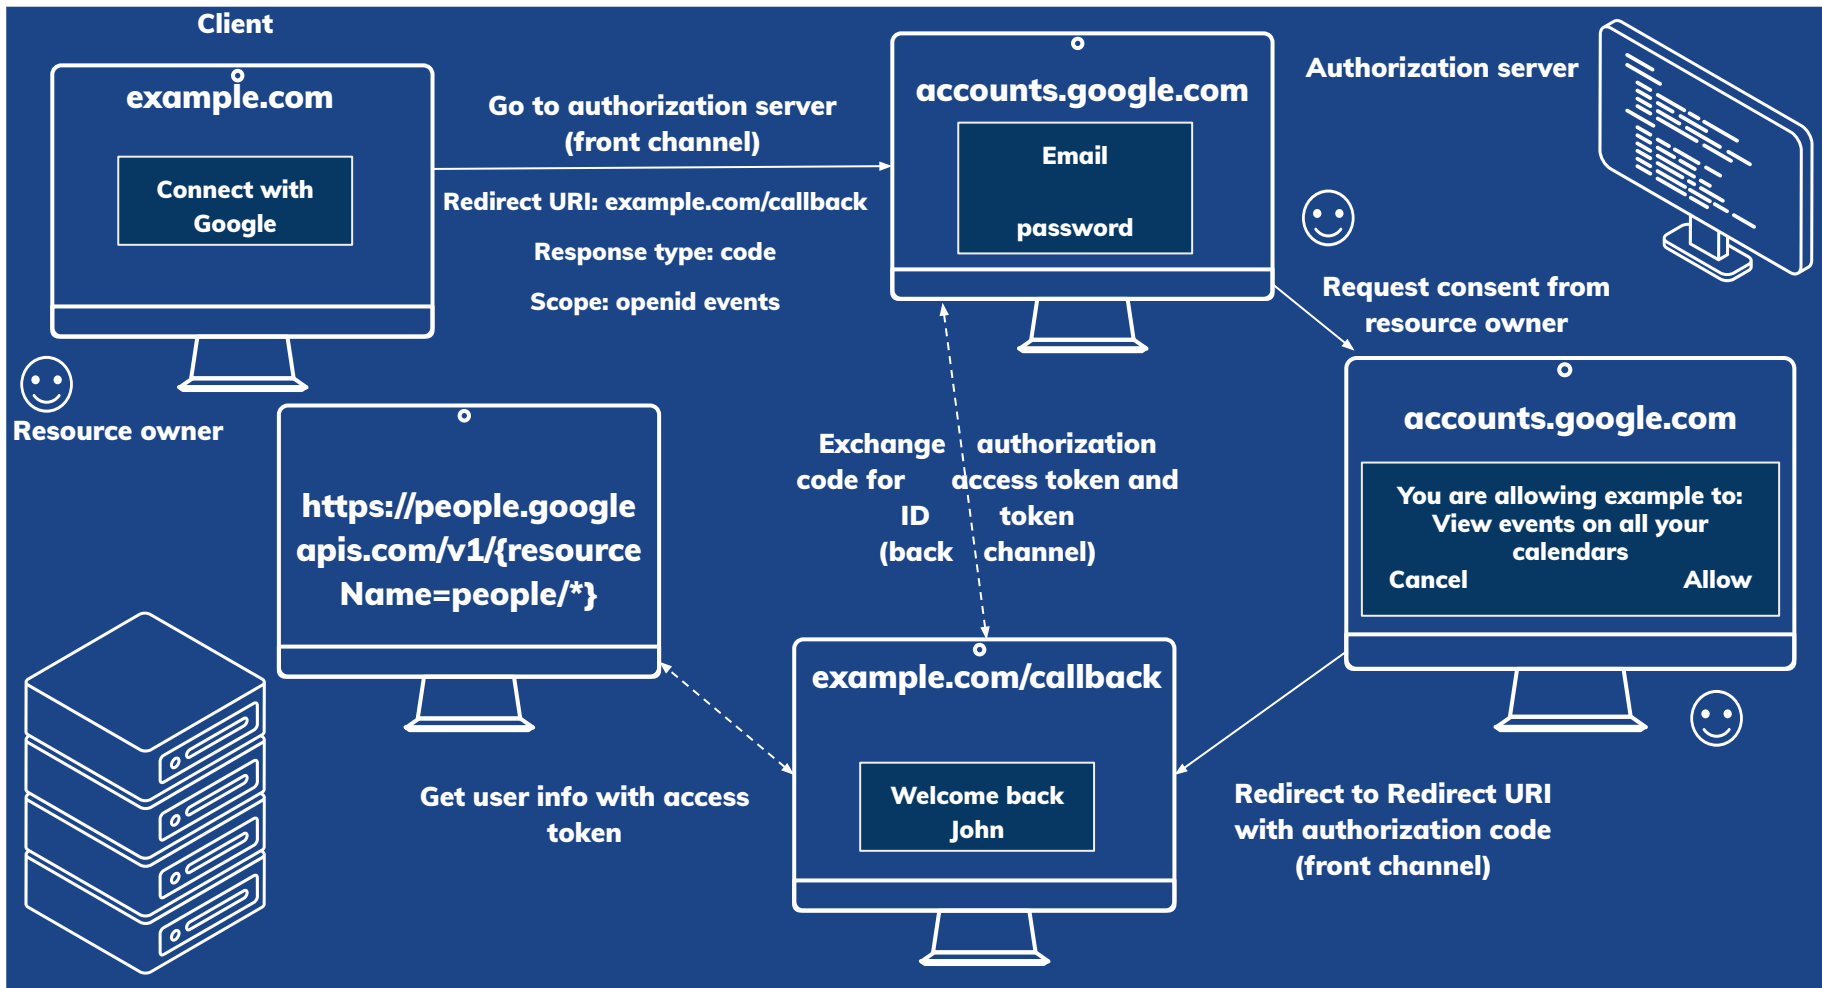 Client
example.com
Connect with
Google
Resource owner
Go to authorization server
(front channel)
Redirect URI: example.com/callback
Response type: code
Scope: openid events
accounts.google.com
Email
password
Authorization server
Request consent from
resource owner
accounts.google.com
You are allowing example to:
View events on all your
calendars
Cancel Allow
Redirect to Redirect URI
with authorization code
(front channel)
Exchange authorization
code for access token and
ID token
(back channel)
example.com/callback
Welcome back
John
Get user info with access
token
https://people.google
apis.com/v1/{resource
Name=people/*}